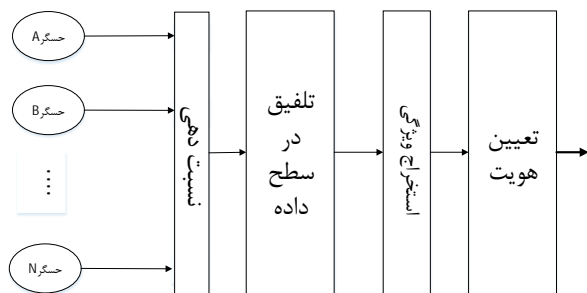 حسگرA
حسگرB
....
حسگرN
نسبت دهی
تلفیق
در
سطح
داده
استخراج ویژگی
تعیین
هویت